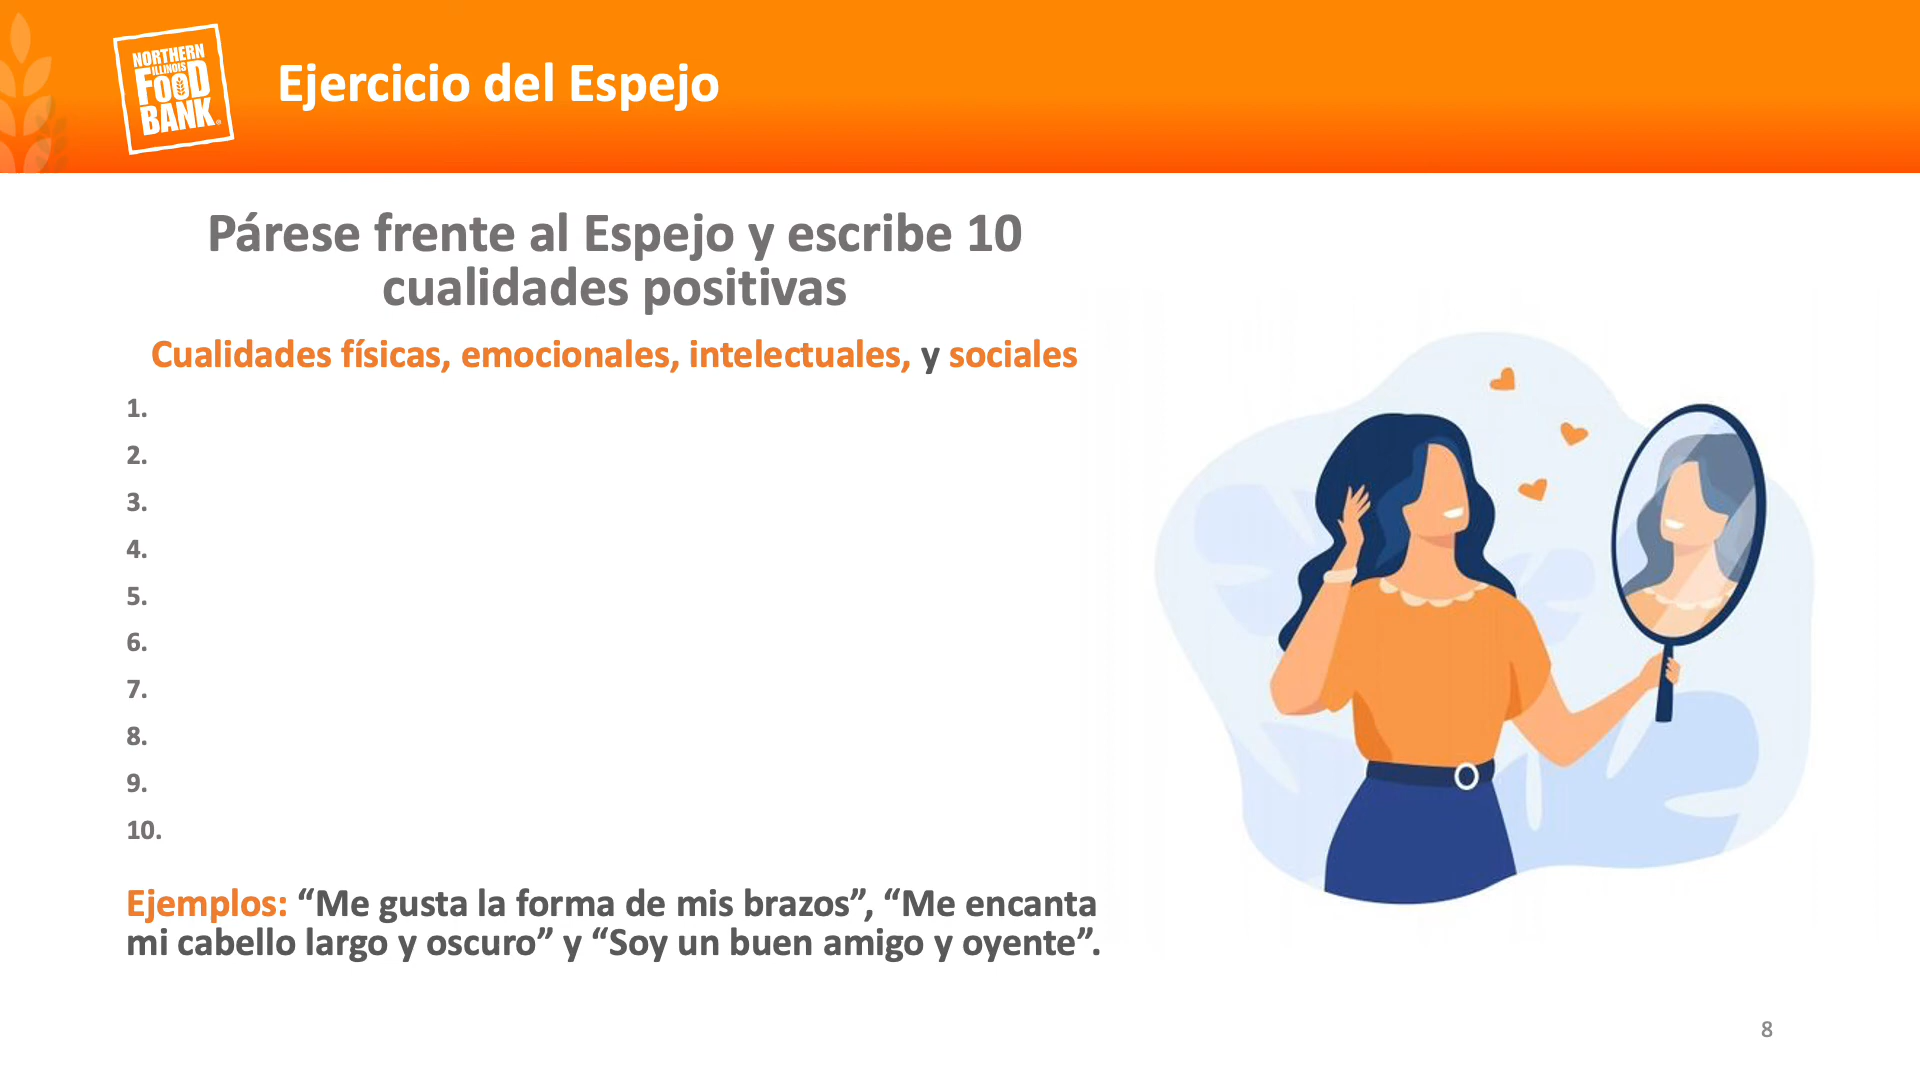 NORTHERN
ILLINOIS
FOOD
BANK
Ejercicio del Espejo
Párese frente al Espejo y escribe 10
cualidades positivas
Cualidades físicas, emocionales, intelectuales, y sociales
1.
2.
3.
4.
5.
6.
7.
8.
9.
10.
Ejemplos: “Me gusta la forma de mis brazos”, “Me encanta
mi cabello largo y oscuro” y “Soy un buen amigo y oyente”.
8